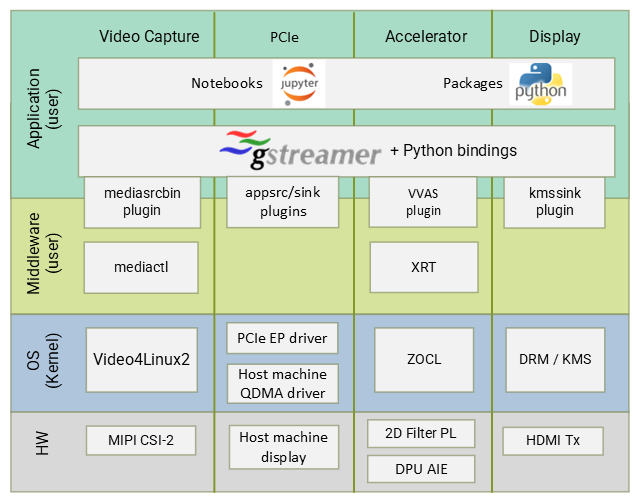 Video Capture
PCIe
Accelerator
Display
Application
(user)
Notebooks
jupyter
Packages
python
gstreamer + Python bindings
mediasrcbin
plugin
appsrc/sink
plugins
VVAS
plugin
kmssink
plugin
Middleware
(user)
mediactl
XRT
OS
(Kernel)
Video4Linux2
PCIe EP driver
Host machine
QDMA driver
ZOCL
DRM / KMS
HW
MIPI CSI-2
Host machine
display
2D Filter PL
DPU AIE
HDMI Tx